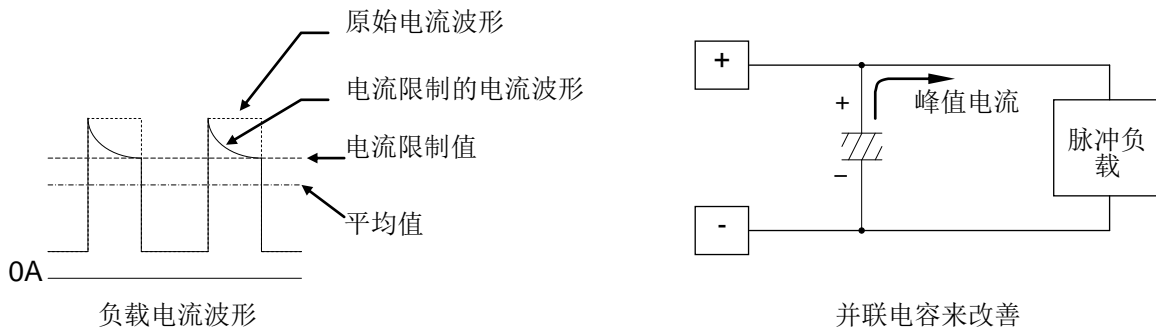 原始电流波形
电流限制的电流波形
电流限制值
平均值
0A
负载电流波形
+
+
峰值电流
脉冲负
载
−
-
并联电容来改善